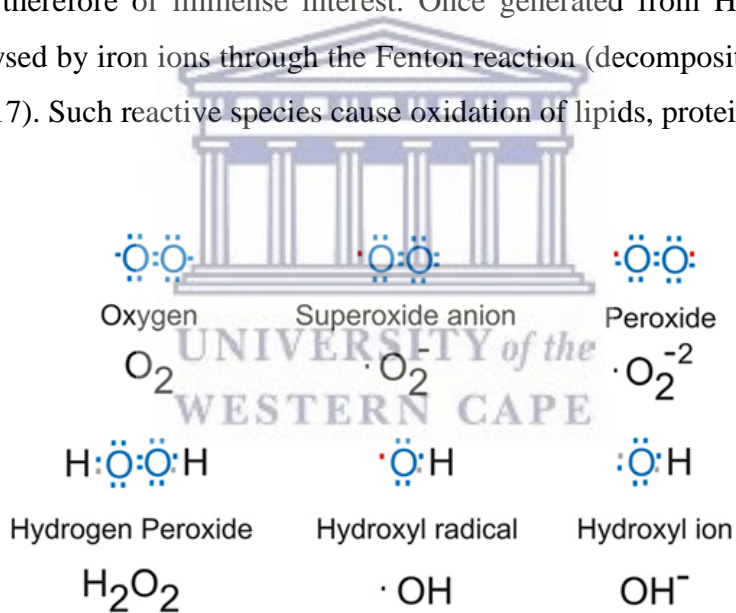 therefore of immense interest. Once generated from H
ysed by iron ions through the Fenton reaction (decomposit
17). Such reactive species cause oxidation of lipids, protei
·O:O· ·O:O: :O:O:
Oxygen Superoxide anion Peroxide
O₂ ·O₂⁻ ·O₂⁻²
UNIVERSITY of the
WESTERN CAPE
H:O:O:H ·O:H :O:H
Hydrogen Peroxide Hydroxyl radical Hydroxyl ion
H₂O₂ ·OH OH⁻